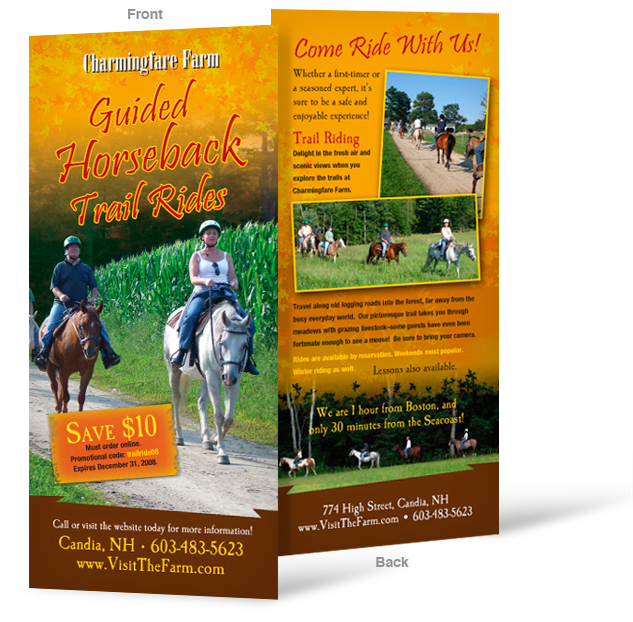 Front
Charmingfare Farm
Guided
Horseback
Trail Rides
SAVE $10
Must order online.
Promotional code: trailride08
Expires December 31, 2008.
Call or visit the website today for more information!
Candia, NH • 603-483-5623
www.VisitTheFarm.com
Come Ride With Us!
Whether a first-timer or
a seasoned expert, it's
sure to be a safe and
enjoyable experience!
Trail Riding
Delight in the fresh air and
scenic views when you
explore the trails at
Charmingfare Farm.
Travel along old logging roads into the forest, far away from the
busy everyday world. Our picturesque trail takes you through
meadows with grazing livestock–some guests have even been
fortunate enough to see a moose! Be sure to bring your camera.
Rides are available by reservation. Weekends most popular.
Winter riding as well. Lessons also available.
We are 1 hour from Boston, and
only 30 minutes from the Seacoast!
774 High Street, Candia, NH
www.VisitTheFarm.com • 603-483-5623
Back